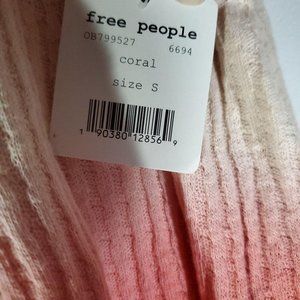 free people
OB799527 6694
coral
size S
1 90380 12856 9